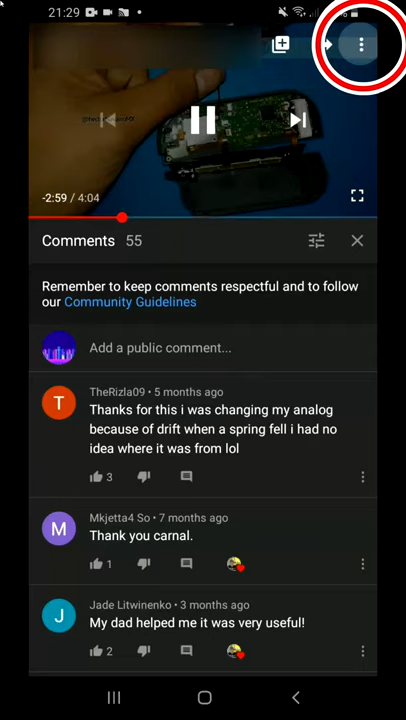 21:29
-2:59 / 4:04
Comments 55
Remember to keep comments respectful and to follow
our Community Guidelines
Add a public comment...
T
TheRizla09 • 5 months ago
Thanks for this i was changing my analog
because of drift when a spring fell i had no
idea where it was from lol
3
M
Mkjetta4 So • 7 months ago
Thank you carnal.
1
J
Jade Litwinenko • 3 months ago
My dad helped me it was very useful!
2